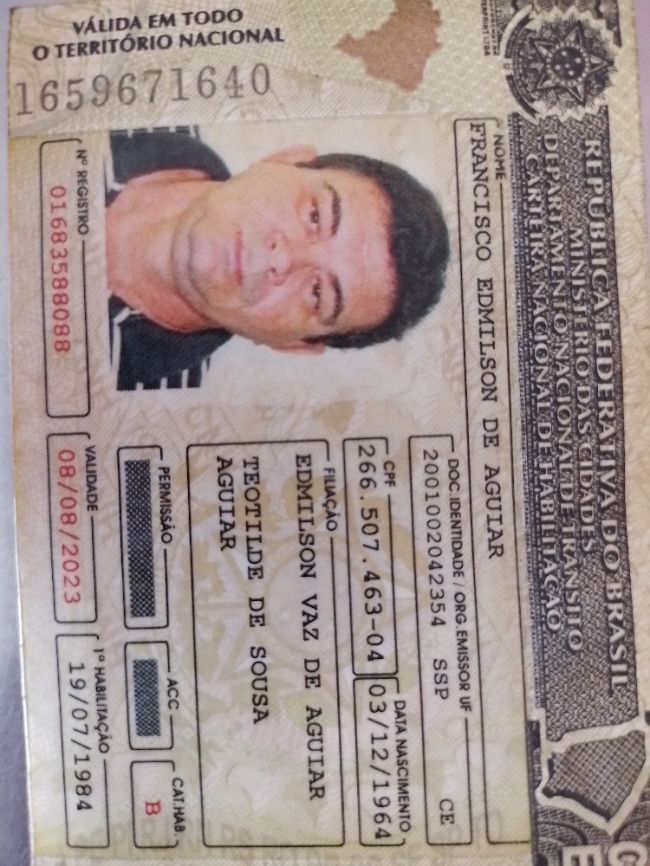 REPÚBLICA FEDERATIVA DO BRASIL
MINISTÉRIO DAS CIDADES
DEPARTAMENTO NACIONAL DE TRÂNSITO
CARTEIRA NACIONAL DE HABILITAÇÃO
NOME
FRANCISCO EDMILSON DE AGUIAR
DOC. IDENTIDADE / ORG. EMISSOR UF
2001002042354 SSP CE
CPF
266.507.463-04
DATA NASCIMENTO
03/12/1964
FILIAÇÃO
EDMILSON VAZ DE AGUIAR
TEOTILDE DE SOUSA
AGUIAR
PERMISSÃO
ACC
CAT. HAB.
B
Nº REGISTRO
01683588088
VALIDADE
08/08/2023
1ª HABILITAÇÃO
19/07/1984
VÁLIDA EM TODO
O TERRITÓRIO NACIONAL
1659671640